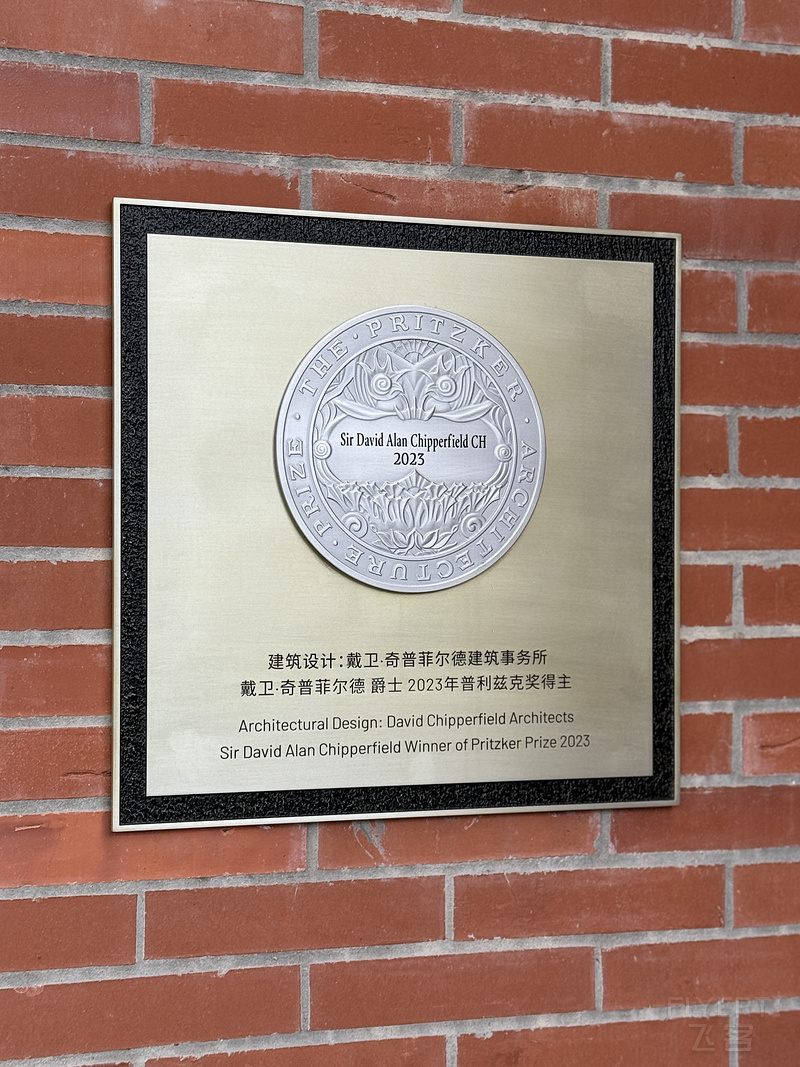 THE · PRITZKER · ARCHITECTURE · PRIZE ·
Sir David Alan Chipperfield CH
2023
建筑设计：戴卫·奇普菲尔德建筑事务所
戴卫·奇普菲尔德 爵士 2023年普利兹克奖得主
Architectural Design: David Chipperfield Architects
Sir David Alan Chipperfield Winner of Pritzker Prize 2023
FLYERT
飞客